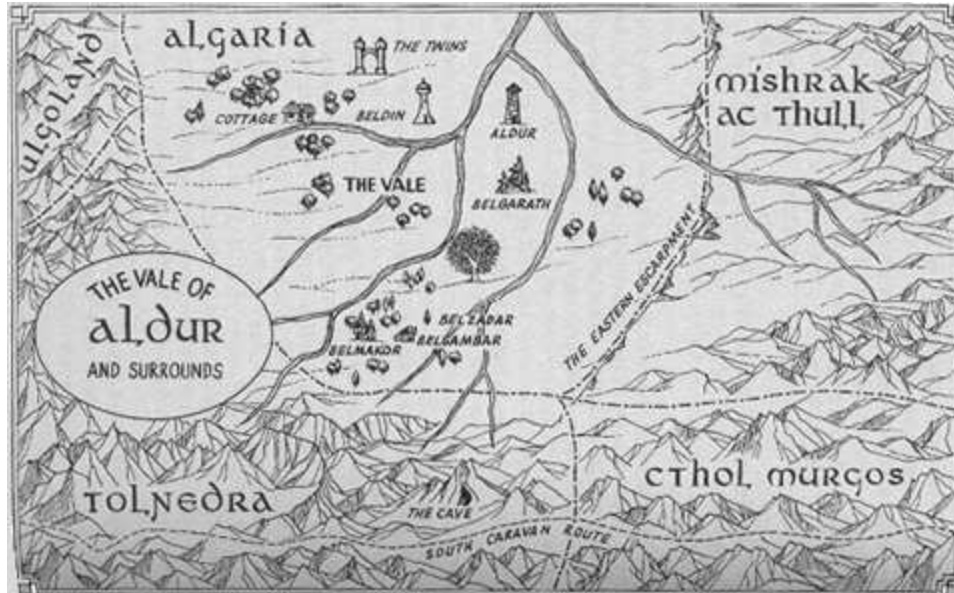 ULGOLAND
ALGARIA
THE TWINS
MISHRAK
AC THULL
COTTAGE
BELDIN
ALDUR
THE VALE
BELGARATH
THE EASTERN ESCARPMENT
THE VALE OF
ALDUR
AND SURROUNDS
BELZADAR
BELSAMBAR
BELMAKOR
TOLNEDRA
THE CAVE
CTHOL MURGOS
SOUTH CARAVAN ROUTE